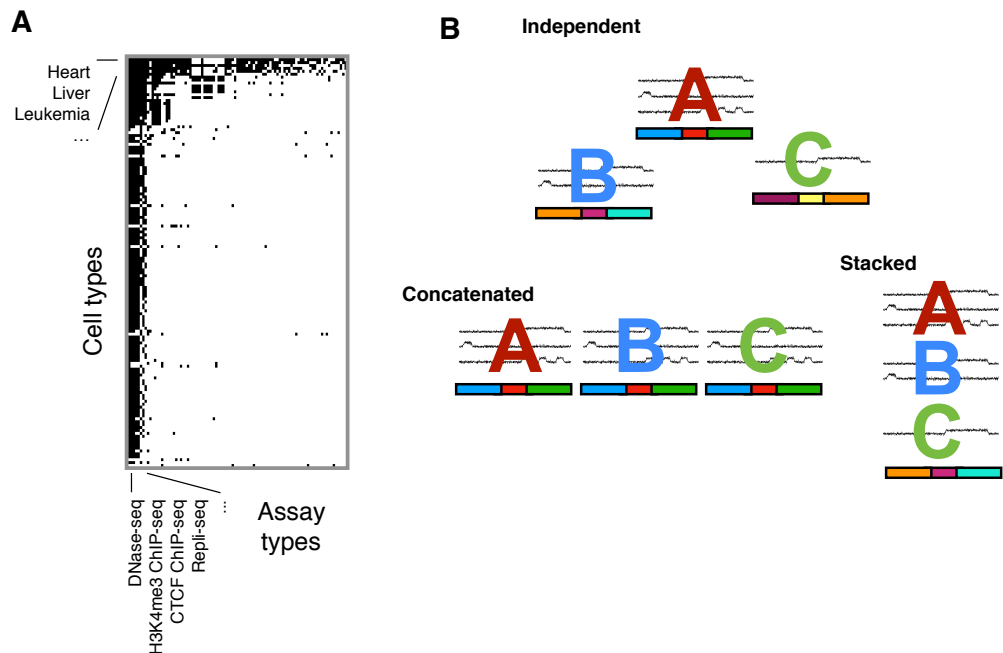 A
Heart
Liver
Leukemia
...
Cell types
DNase-seq
H3K4me3 ChIP-seq
CTCF ChIP-seq
Repli-seq
...
Assay
types
B
Independent
A
B
C
Concatenated
A
B
C
Stacked
A
B
C